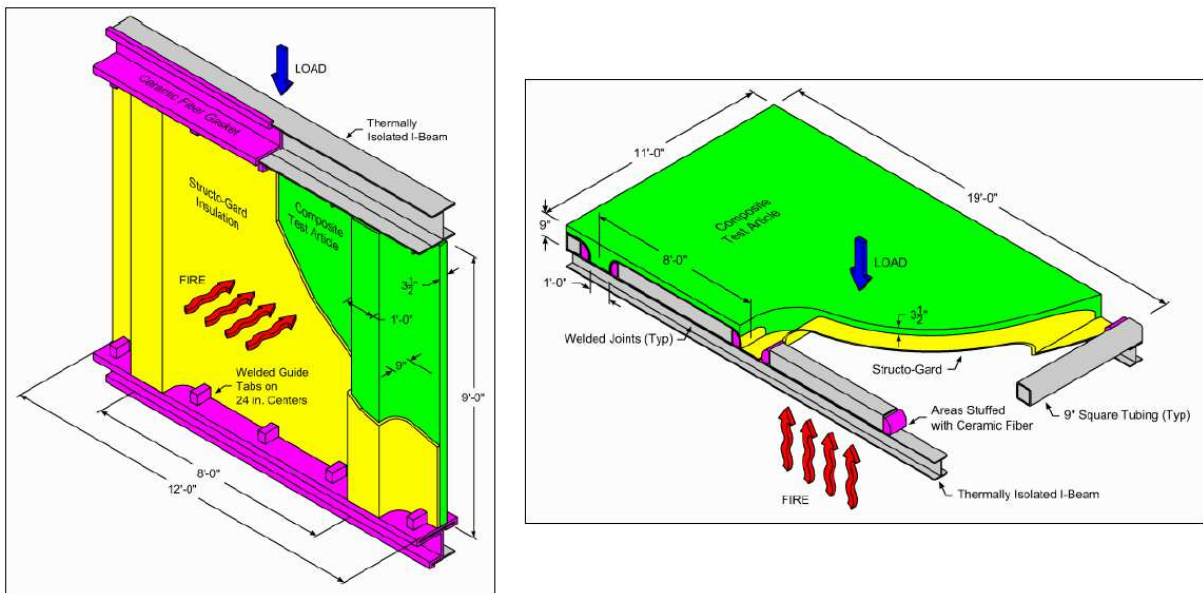 LOAD
Ceramic Fiber Gasket
Thermally
Isolated I-Beam
Structo-Gard
Insulation
Composite
Test Article
FIRE
3½"
1'-0"
9"
Welded Guide
Tabs on
24 in. Centers
9'-0"
8'-0"
12'-0"
11'-0"
19'-0"
9"
Composite
Test Article
8'-0"
LOAD
1'-0"
3½"
Welded Joints (Typ)
Structo-Gard
9" Square Tubing (Typ)
Areas Stuffed
with Ceramic Fiber
FIRE
Thermally Isolated I-Beam